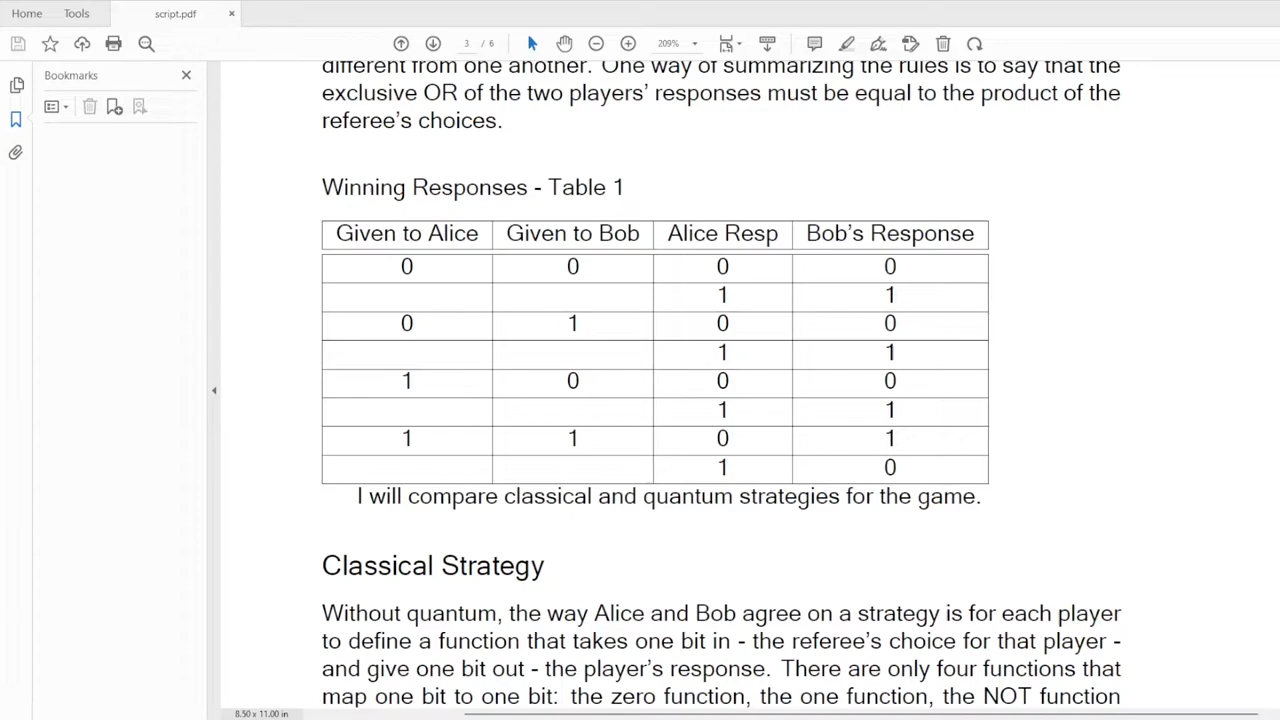 Home Tools script.pdf ×
3 / 6 209%
Bookmarks ×
different from one another. One way of summarizing the rules is to say that the
exclusive OR of the two players' responses must be equal to the product of the
referee's choices.
Winning Responses - Table 1
Given to Alice Given to Bob Alice Resp Bob's Response
0 0 0 0
1 1
0 1 0 0
1 1
1 0 0 0
1 1
1 1 0 1
1 0
I will compare classical and quantum strategies for the game.
Classical Strategy
Without quantum, the way Alice and Bob agree on a strategy is for each player
to define a function that takes one bit in - the referee's choice for that player -
and give one bit out - the player's response. There are only four functions that
map one bit to one bit: the zero function, the one function, the NOT function
8.50 x 11.00 in